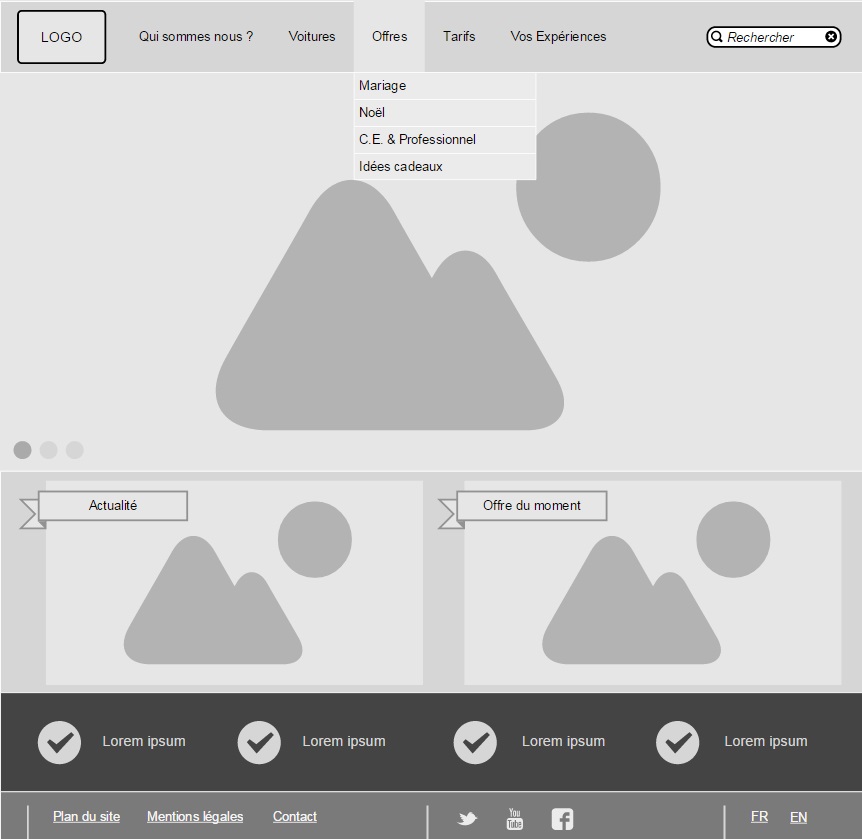 LOGO
Qui sommes nous ?
Voitures
Offres
Tarifs
Vos Expériences
Rechercher
Mariage
Noël
C.E. & Professionnel
Idées cadeaux
Actualité
Offre du moment
Lorem ipsum
Lorem ipsum
Lorem ipsum
Lorem ipsum
Plan du site
Mentions légales
Contact
You
Tube
FR
EN